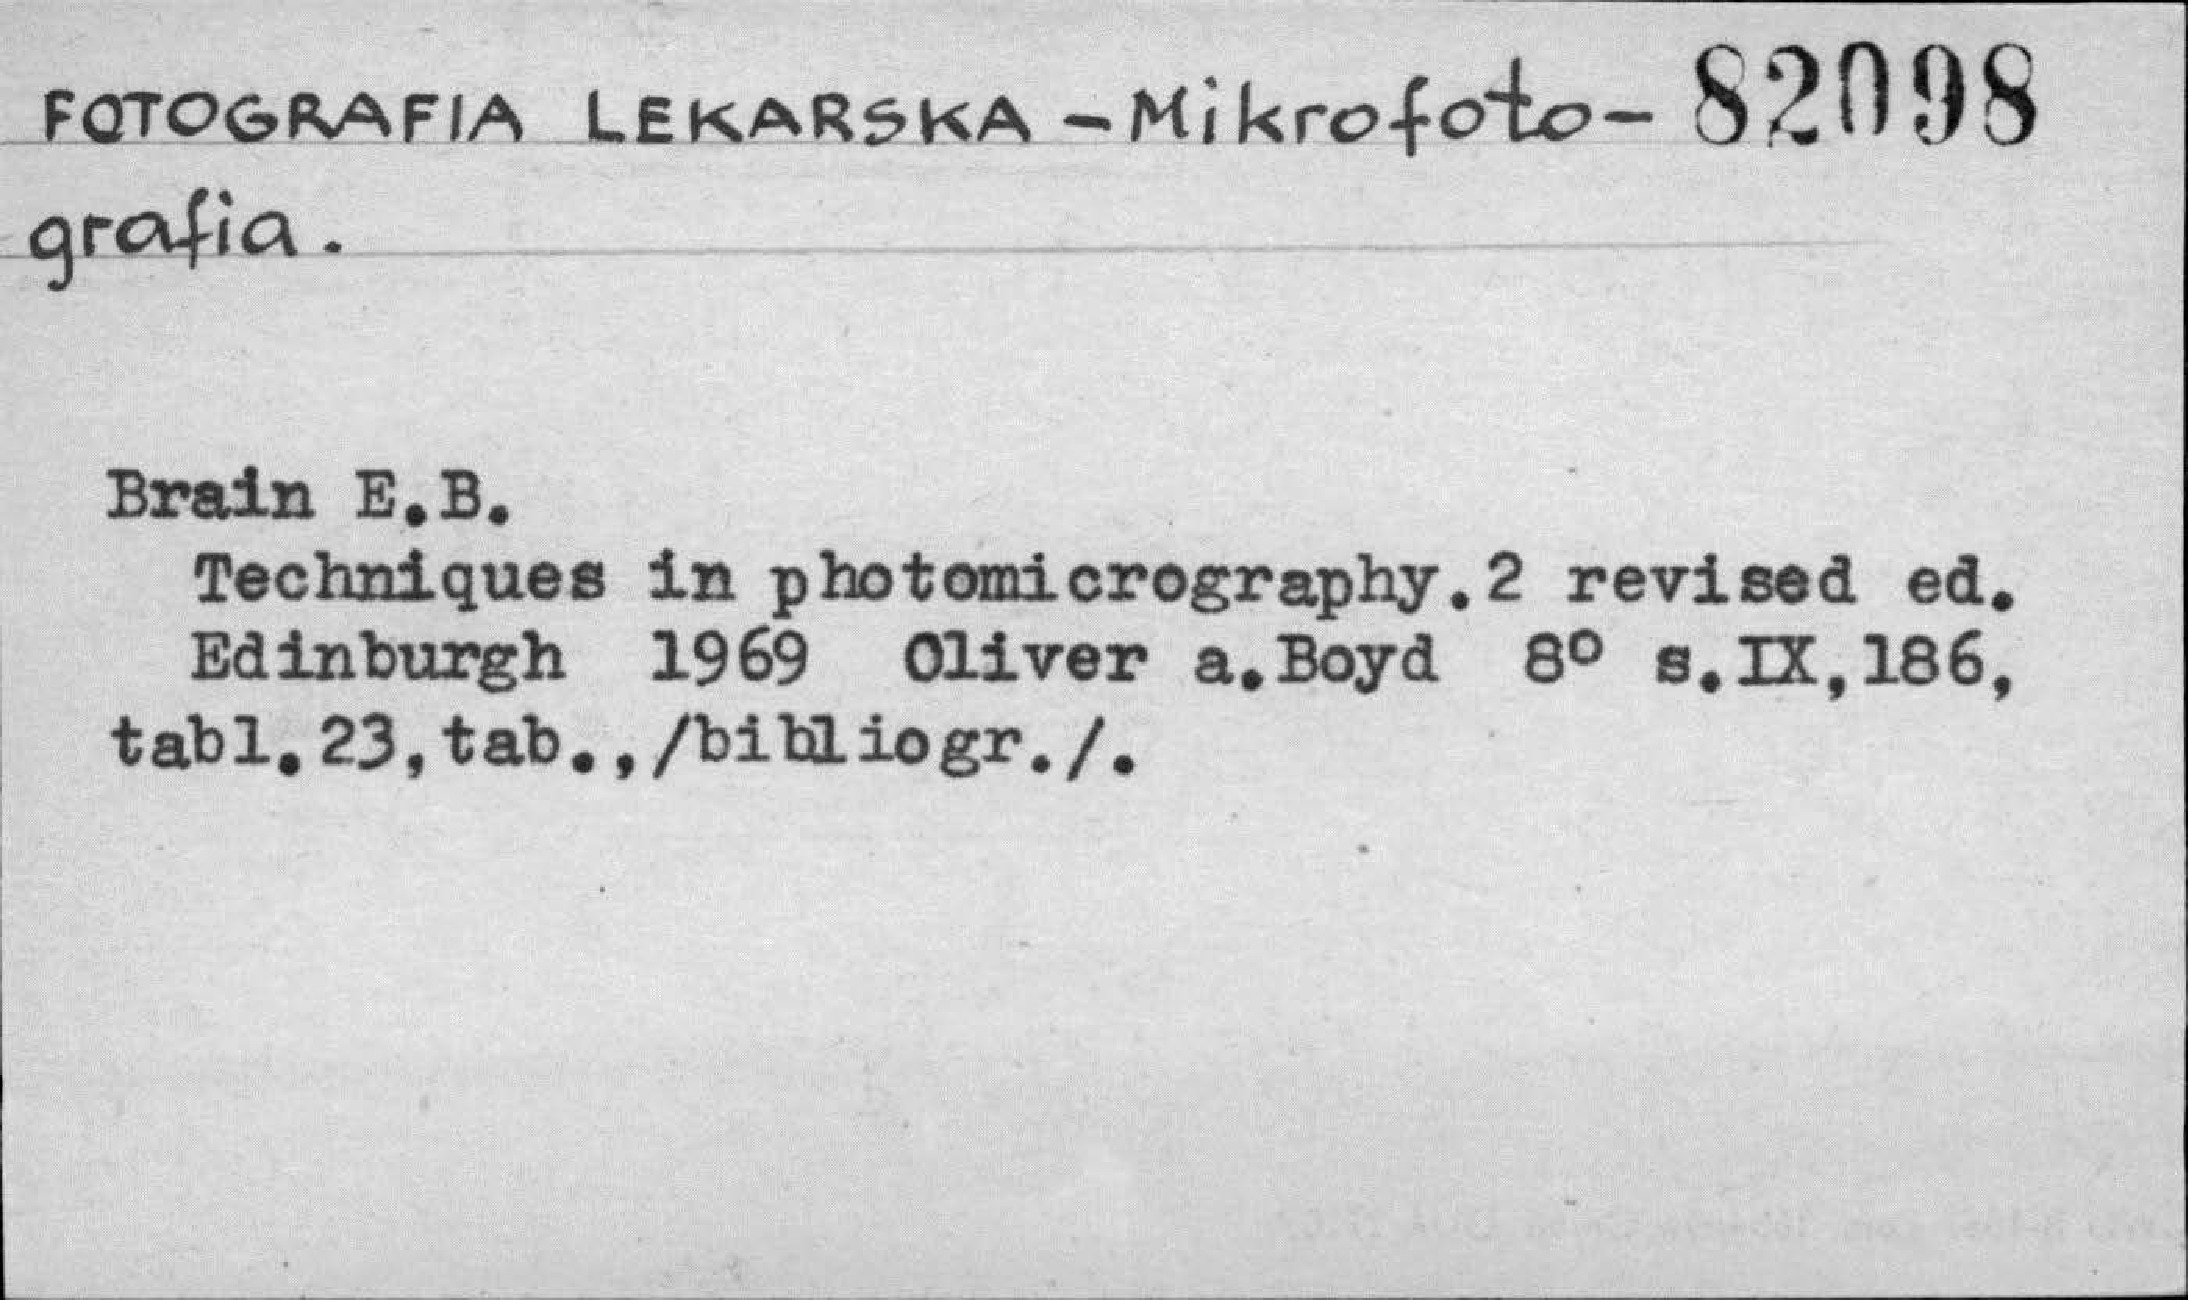 FOTOGRAFIA LEKARSKA - Mikrofoto- 82098
grafia.
Brain E.B.
Techniques in photomicrography.2 revised ed.
Edinburgh 1969 Oliver a.Boyd 8° s.IX,186,
tabl.23,tab.,/bibliogr./.